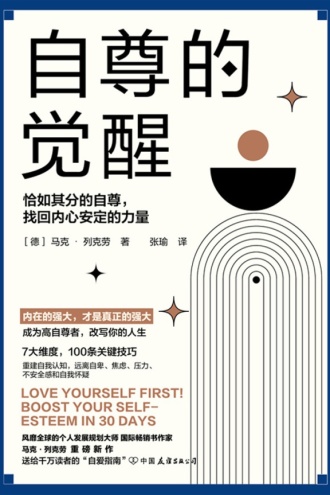 自尊的
觉醒
恰如其分的自尊，
找回内心安定的力量
［德］马克·列克劳 著 张瑜 译
内在的强大，才是真正的强大
成为高自尊者，改写你的人生
7大维度，100条关键技巧
重建自我认知，远离自卑、焦虑、压力、
不安全感和自我怀疑
LOVE YOURSELF FIRST!
BOOST YOUR SELF-
ESTEEM IN 30 DAYS
风靡全球的个人发展规划大师 国际畅销书作家
马克·列克劳 重磅新作
送给千万读者的“自爱指南” 中国友谊出版公司